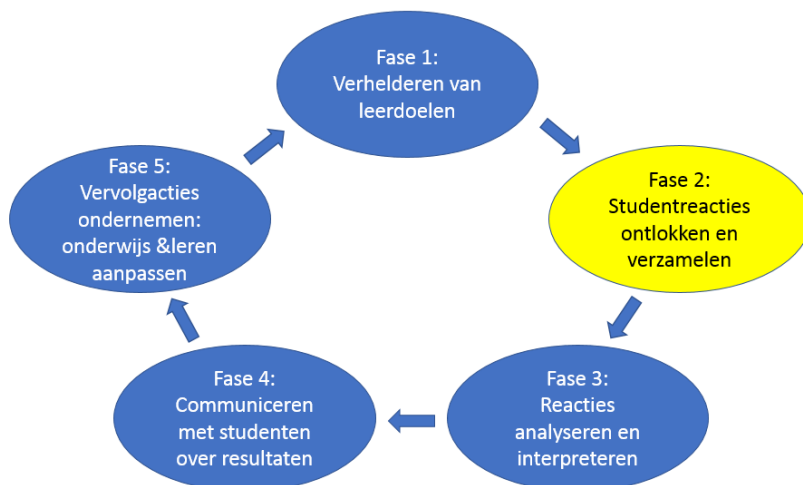 Fase 1:
Verhelderen van
leerdoelen
Fase 2:
Studentreacties
ontlokken en
verzamelen
Fase 3:
Reacties
analyseren en
interpreteren
Fase 4:
Communiceren
met studenten
over resultaten
Fase 5:
Vervolgacties
ondernemen:
onderwijs &leren
aanpassen